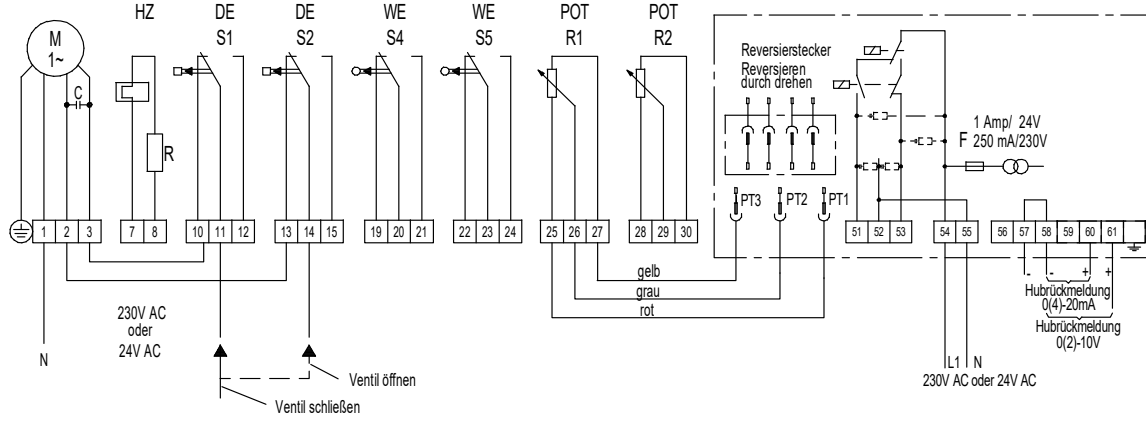 HZ DE DE WE WE POT POT
S1 S2 S4 S5 R1 R2
M
1~
C
R
Reversierstecker
Reversieren
durch drehen
1 Amp/ 24V
F 250 mA/230V
PT3 PT2 PT1
1 2 3 7 8 10 11 12 13 14 15 19 20 21 22 23 24 25 26 27 28 29 30 51 52 53 54 55 56 57 58 59 60 61
gelb
grau
rot
- - + +
Hubrückmeldung
0(4)-20mA
Hubrückmeldung
0(2)-10V
230V AC
oder
24V AC
N
L1 N
230V AC oder 24V AC
Ventil öffnen
Ventil schließen